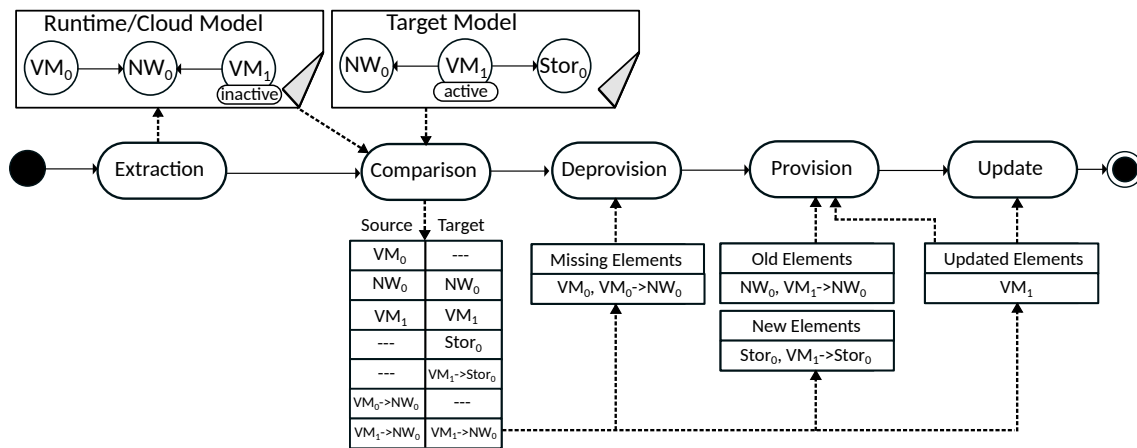 Runtime/Cloud Model
VM₀ NW₀ VM₁
inactive
Target Model
NW₀ VM₁ Stor₀
active
Extraction
Comparison
Deprovision
Provision
Update
Source Target
VM₀ ---
NW₀ NW₀
VM₁ VM₁
--- Stor₀
--- VM₁->Stor₀
VM₀->NW₀ ---
VM₁->NW₀ VM₁->NW₀
Missing Elements
VM₀, VM₀->NW₀
Old Elements
NW₀, VM₁->NW₀
New Elements
Stor₀, VM₁->Stor₀
Updated Elements
VM₁